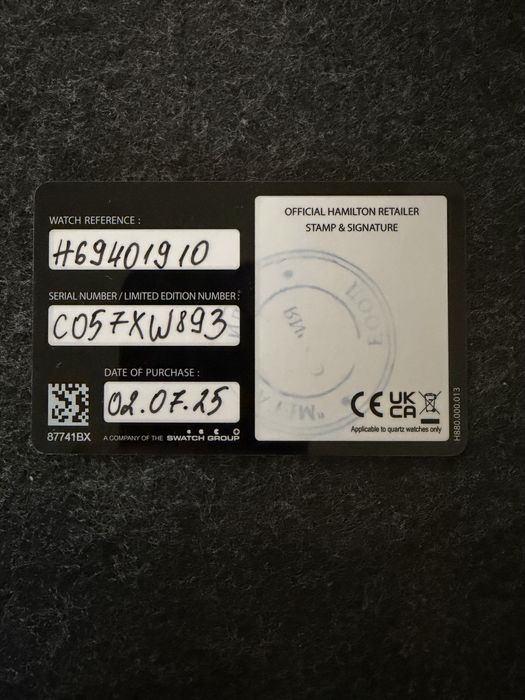 WATCH REFERENCE :
H69401910
SERIAL NUMBER / LIMITED EDITION NUMBER :
C057XW893
DATE OF PURCHASE :
02.07.25
87741BX
A COMPANY OF THE SWATCH GROUP
OFFICIAL HAMILTON RETAILER
STAMP & SIGNATURE
CE UK
CA
Applicable to quartz watches only
H880.000.013